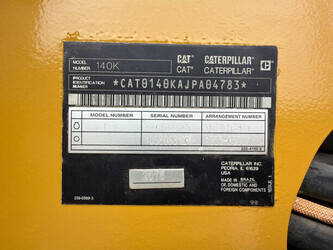 MODEL NUMBER 140K
CAT CATERPILLAR
CAT CATERPILLAR
PRODUCT IDENTIFICATION NUMBER *CAT0140KAJPA04783*
MODEL NUMBER SERIAL NUMBER ARRANGEMENT NUMBER
CATERPILLAR INC.
PEORIA, IL 61629
USA
MADE IN BRAZIL
OF DOMESTIC AND
FOREIGN COMPONENTS